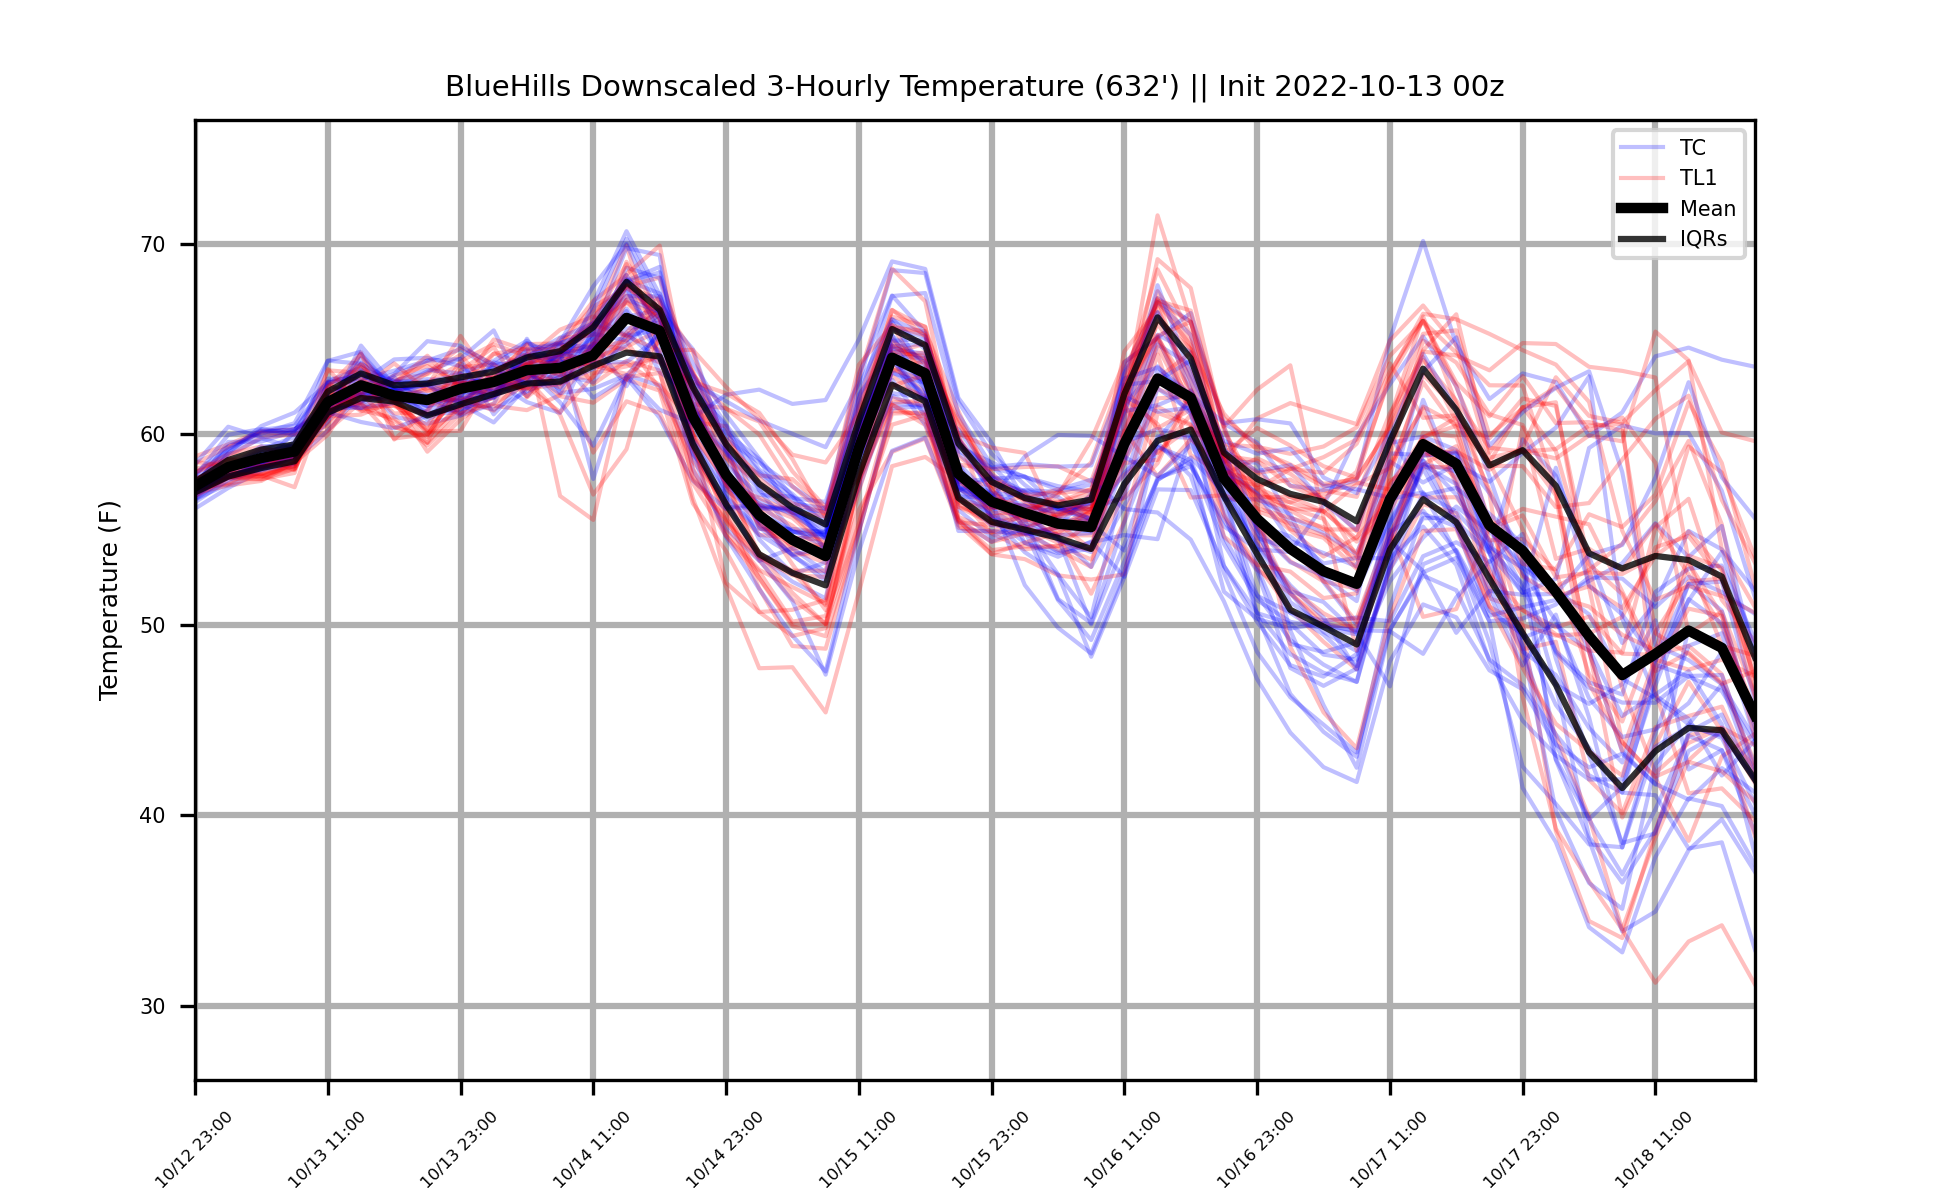 BlueHills Downscaled 3-Hourly Temperature (632') || Init 2022-10-13 00z
TC
TL1
Mean
IQRs
70
60
50
40
30
Temperature (F)
10/12 23:00
10/13 11:00
10/13 23:00
10/14 11:00
10/14 23:00
10/15 11:00
10/15 23:00
10/16 11:00
10/16 23:00
10/17 11:00
10/17 23:00
10/18 11:00